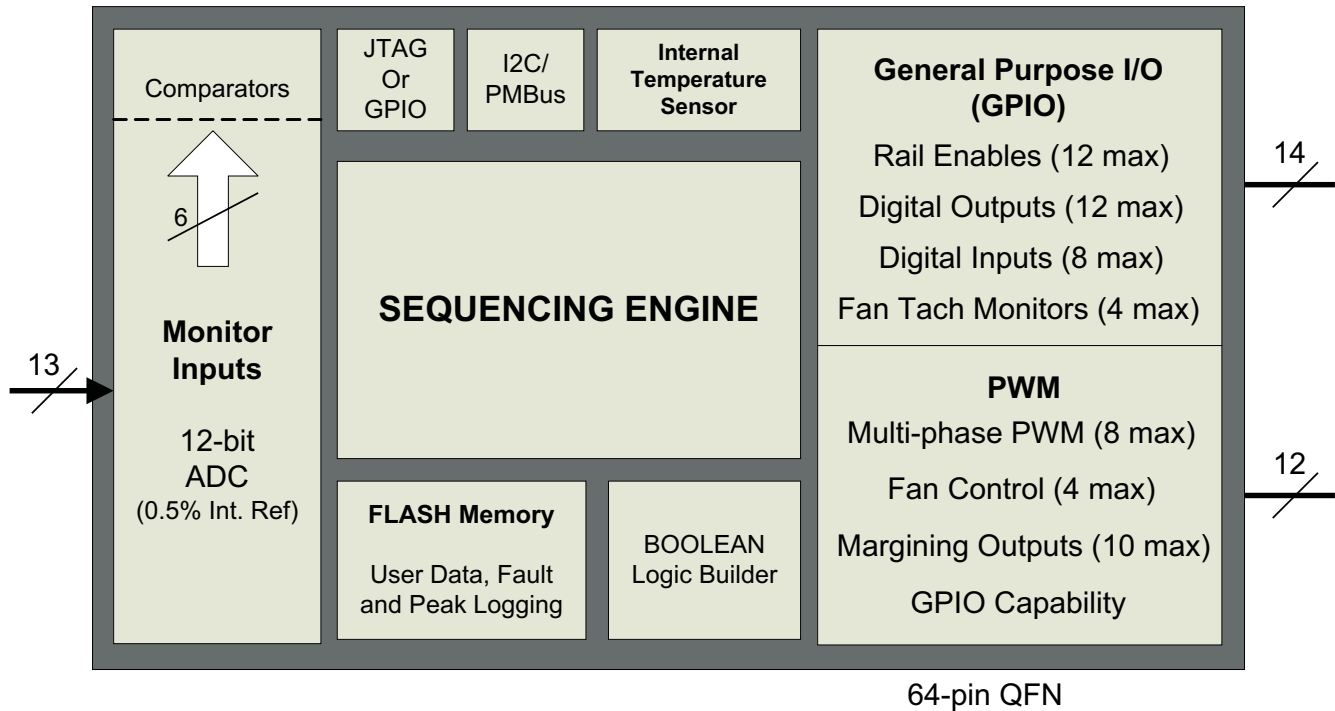 Comparators
6
Monitor
Inputs
12-bit
ADC
(0.5% Int. Ref)
13
JTAG
Or
GPIO
I2C/
PMBus
Internal
Temperature
Sensor
SEQUENCING ENGINE
FLASH Memory
User Data, Fault
and Peak Logging
BOOLEAN
Logic Builder
General Purpose I/O
(GPIO)
Rail Enables (12 max)
Digital Outputs (12 max)
Digital Inputs (8 max)
Fan Tach Monitors (4 max)
14
PWM
Multi-phase PWM (8 max)
Fan Control (4 max)
Margining Outputs (10 max)
GPIO Capability
12
64-pin QFN